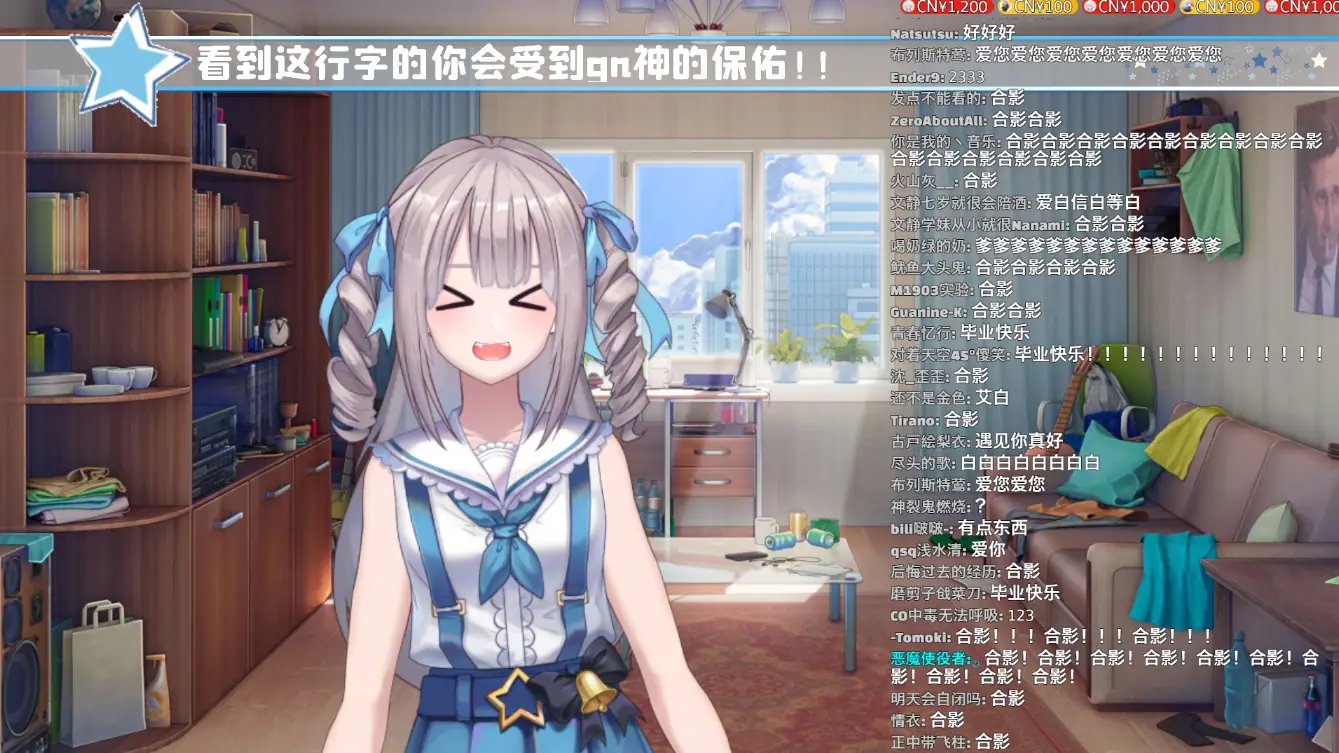 CN¥1,200 CN¥100 CN¥1,000 CN¥100 CN¥1,00
看到这行字的你会受到qn神的保佑!!
Natsutsu: 好好好
布列斯特莺: 爱您爱您爱您爱您爱您爱您爱您
Ender9: 2333
发点不能看的: 合影
ZeroAboutAll: 合影合影
你是我的丶音乐: 合影合影合影合影合影合影合影合影合影
合影合影合影合影合影合影
火山灰__: 合影
文静七岁就很会陪酒: 爱白信白等白
文静学妹从小就很Nanami: 合影合影
喝奶绿的奶: 爹爹爹爹爹爹爹爹爹爹爹爹爹爹
鱿鱼大头鬼: 合影合影合影合影
M1903实验: 合影
Guanine-K: 合影合影
青春忆行: 毕业快乐
对着天空45°傻笑: 毕业快乐！！！！！！！！！！！！！！
沈_歪歪: 合影
还不是金色: 艾白
Tirano: 合影
古戸絵梨衣: 遇见你真好
尽头的歌: 白白白白白白白白
布列斯特莺: 爱您爱您
神裂鬼燃烧: ？
bili啵啵-: 有点东西
qsq浅水清: 爱你
后悔过去的经历: 合影
磨剪子戗菜刀: 毕业快乐
CO中毒无法呼吸: 123
-Tomoki: 合影！！！合影！！！合影！！！
恶魔使役者: 。合影！合影！合影！合影！合影！合影！合
影！合影！合影！合影！
明天会自闭吗: 合影
情衣: 合影
正中带飞柱: 合影